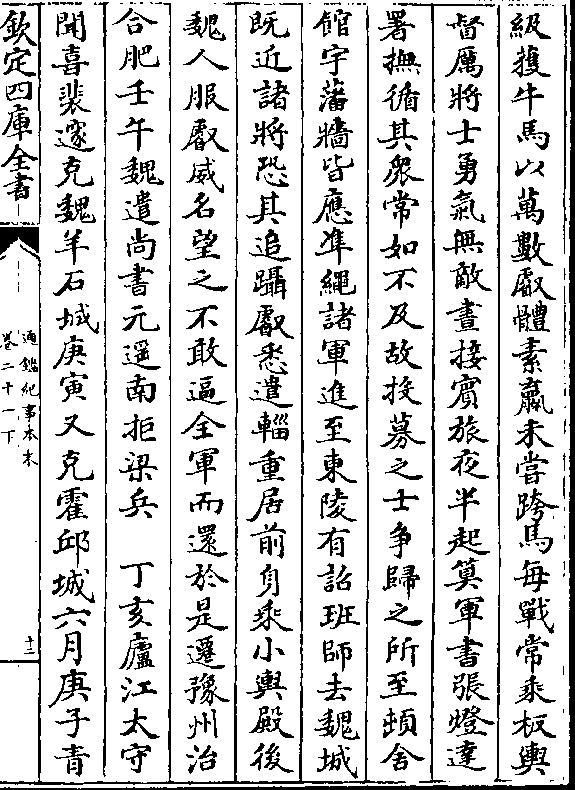 級獲牛馬以萬數叡體素羸未嘗跨馬每戰常乘板輿
督厲將士勇氣無敵晝接賓旅夜半起筭軍書張燈達
曙撫循其衆常如不及故投募之士爭歸之所至頓舍
館宇藩牆皆應準繩諸軍進至東陵有詔班師去魏城
既近諸將恐其追躡叡悉遣輜重居前身乘小輿殿後
魏人服叡威名望之不敢逼全軍而還於是遷豫州治
合肥壬午魏遣尚書元遥南拒梁兵　丁亥廬江太守
聞喜裴邃克魏羊石城庚寅又克霍邱城六月庚子青
欽定四庫全書
通鑑紀事本末
卷二十一下
十三